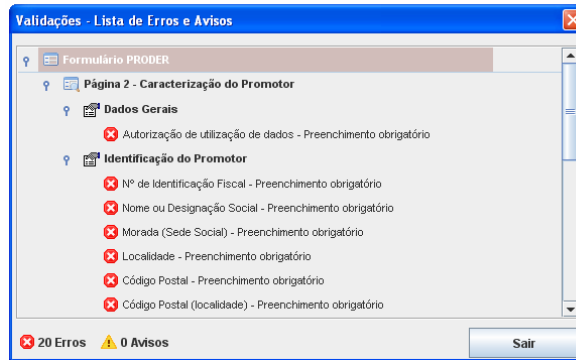 Validações - Lista de Erros e Avisos
Formulário PRODER
Página 2 - Caracterização do Promotor
Dados Gerais
Autorização de utilização de dados - Preenchimento obrigatório
Identificação do Promotor
Nº de Identificação Fiscal - Preenchimento obrigatório
Nome ou Designação Social - Preenchimento obrigatório
Morada (Sede Social) - Preenchimento obrigatório
Localidade - Preenchimento obrigatório
Código Postal - Preenchimento obrigatório
Código Postal (localidade) - Preenchimento obrigatório
20 Erros 0 Avisos Sair